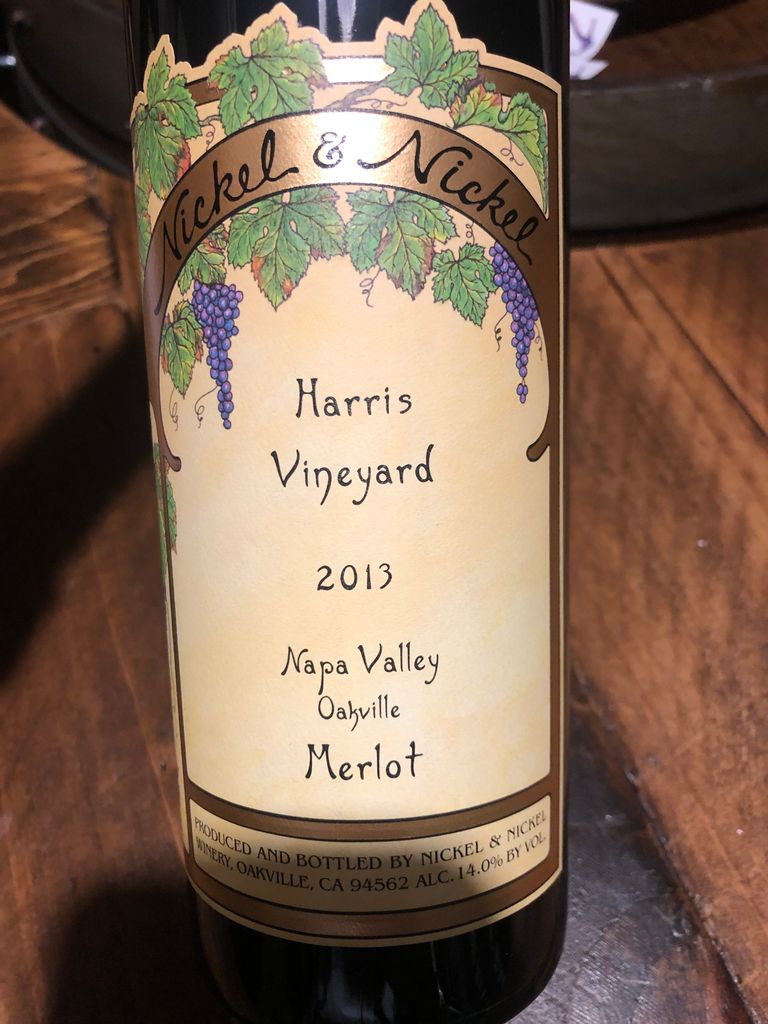 Nickel & Nickel
Harris
Vineyard
2013
Napa Valley
Oakville
Merlot
PRODUCED AND BOTTLED BY NICKEL & NICKEL
WINERY, OAKVILLE, CA 94562 ALC. 14.0% BY VOL.